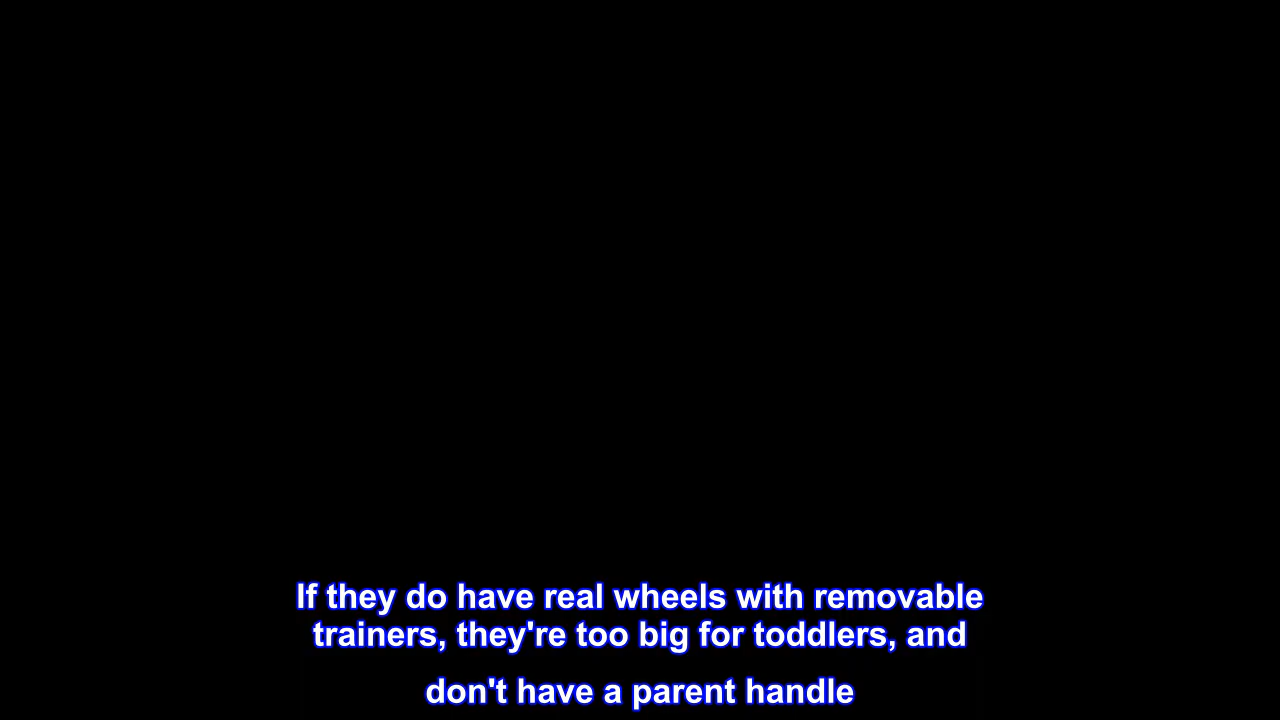 If they do have real wheels with removable
trainers, they're too big for toddlers, and
don't have a parent handle